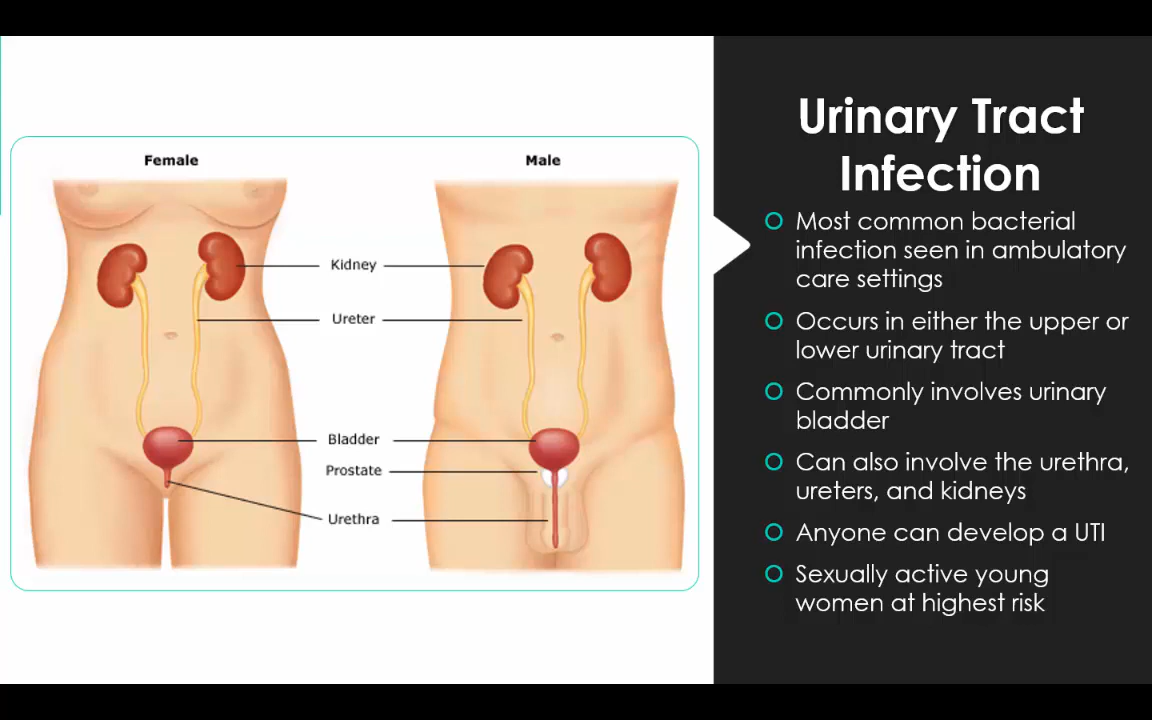 Female
Male
Kidney
Ureter
Bladder
Prostate
Urethra
Urinary Tract
Infection
Most common bacterial
infection seen in ambulatory
care settings
Occurs in either the upper or
lower urinary tract
Commonly involves urinary
bladder
Can also involve the urethra,
ureters, and kidneys
Anyone can develop a UTI
Sexually active young
women at highest risk